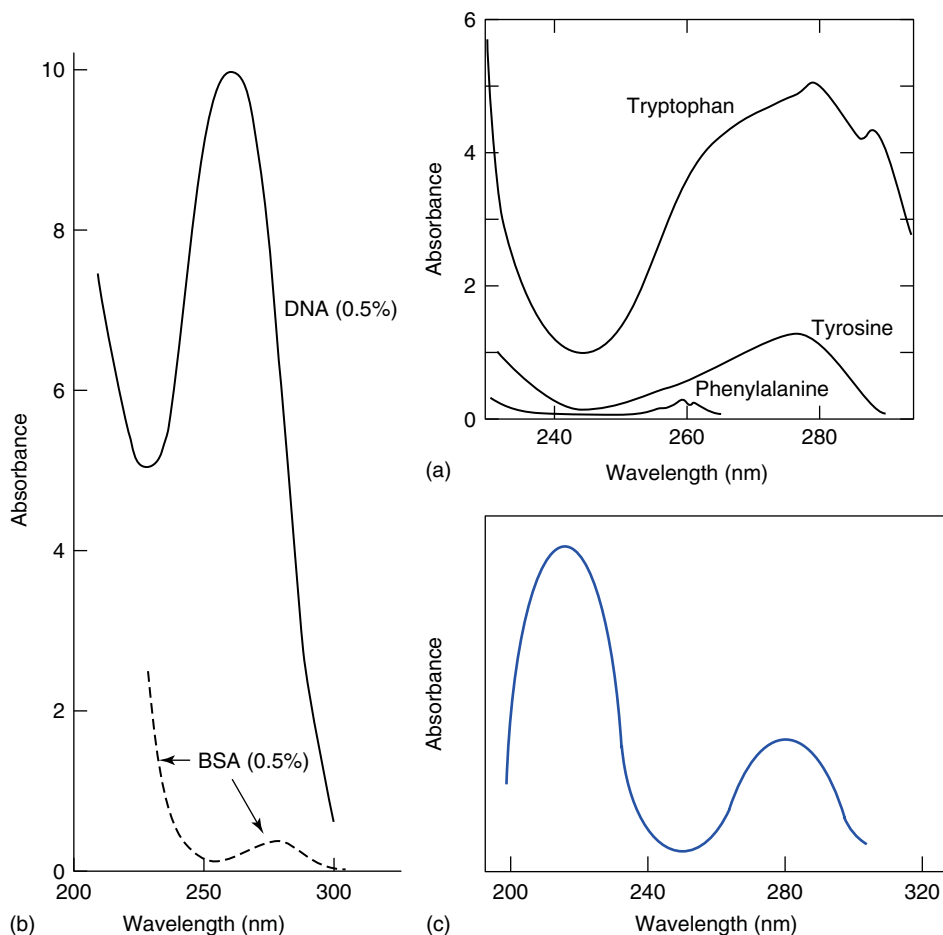 10
8
6
4
2
0
Absorbance
DNA (0.5%)
BSA (0.5%)
200 250 300
Wavelength (nm)
(b)
6
4
2
0
Absorbance
Tryptophan
Tyrosine
Phenylalanine
240 260 280
Wavelength (nm)
(a)
Absorbance
200 240 280 320
Wavelength (nm)
(c)